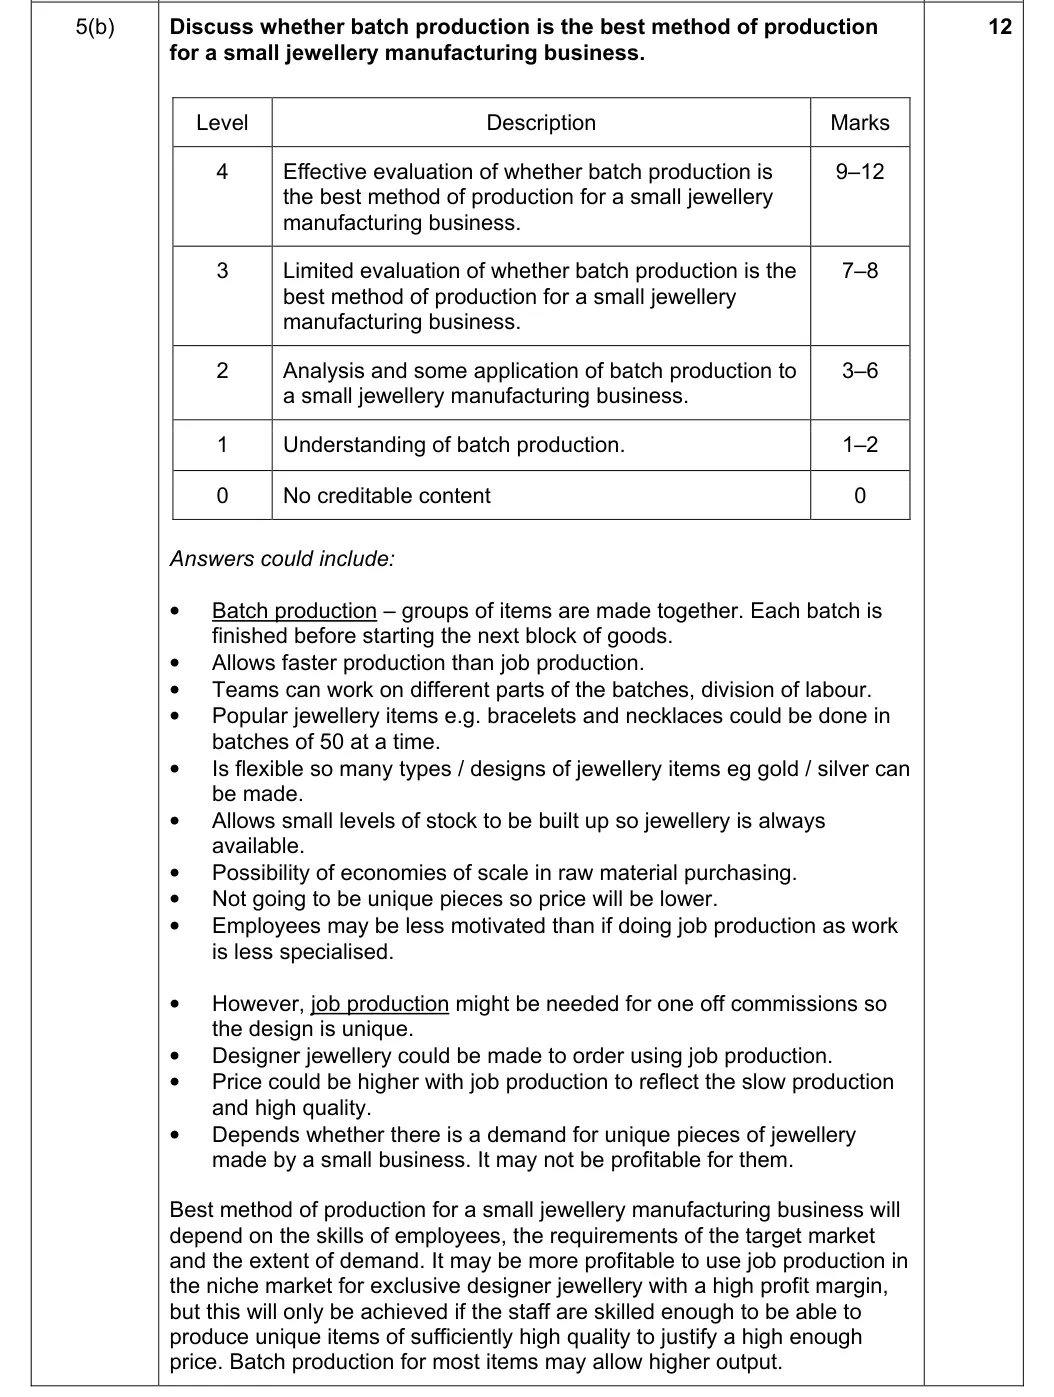 5(b) Discuss whether batch production is the best method of production 12
for a small jewellery manufacturing business.
Level Description Marks
4 Effective evaluation of whether batch production is 9–12
the best method of production for a small jewellery
manufacturing business.
3 Limited evaluation of whether batch production is the 7–8
best method of production for a small jewellery
manufacturing business.
2 Analysis and some application of batch production to 3–6
a small jewellery manufacturing business.
1 Understanding of batch production. 1–2
0 No creditable content 0
Answers could include:
• Batch production – groups of items are made together. Each batch is
finished before starting the next block of goods.
• Allows faster production than job production.
• Teams can work on different parts of the batches, division of labour.
• Popular jewellery items e.g. bracelets and necklaces could be done in
batches of 50 at a time.
• Is flexible so many types / designs of jewellery items eg gold / silver can
be made.
• Allows small levels of stock to be built up so jewellery is always
available.
• Possibility of economies of scale in raw material purchasing.
• Not going to be unique pieces so price will be lower.
• Employees may be less motivated than if doing job production as work
is less specialised.
• However, job production might be needed for one off commissions so
the design is unique.
• Designer jewellery could be made to order using job production.
• Price could be higher with job production to reflect the slow production
and high quality.
• Depends whether there is a demand for unique pieces of jewellery
made by a small business. It may not be profitable for them.
Best method of production for a small jewellery manufacturing business will
depend on the skills of employees, the requirements of the target market
and the extent of demand. It may be more profitable to use job production in
the niche market for exclusive designer jewellery with a high profit margin,
but this will only be achieved if the staff are skilled enough to be able to
produce unique items of sufficiently high quality to justify a high enough
price. Batch production for most items may allow higher output.